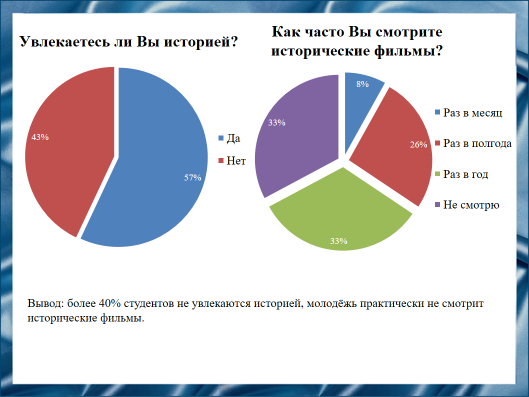 Увлекаетесь ли Вы историей?
43%
57%
Да
Нет
Как часто Вы смотрите
исторические фильмы?
8%
26%
33%
33%
Раз в месяц
Раз в полгода
Раз в год
Не смотрю
Вывод: более 40% студентов не увлекаются историей, молодёжь практически не смотрит
исторические фильмы.